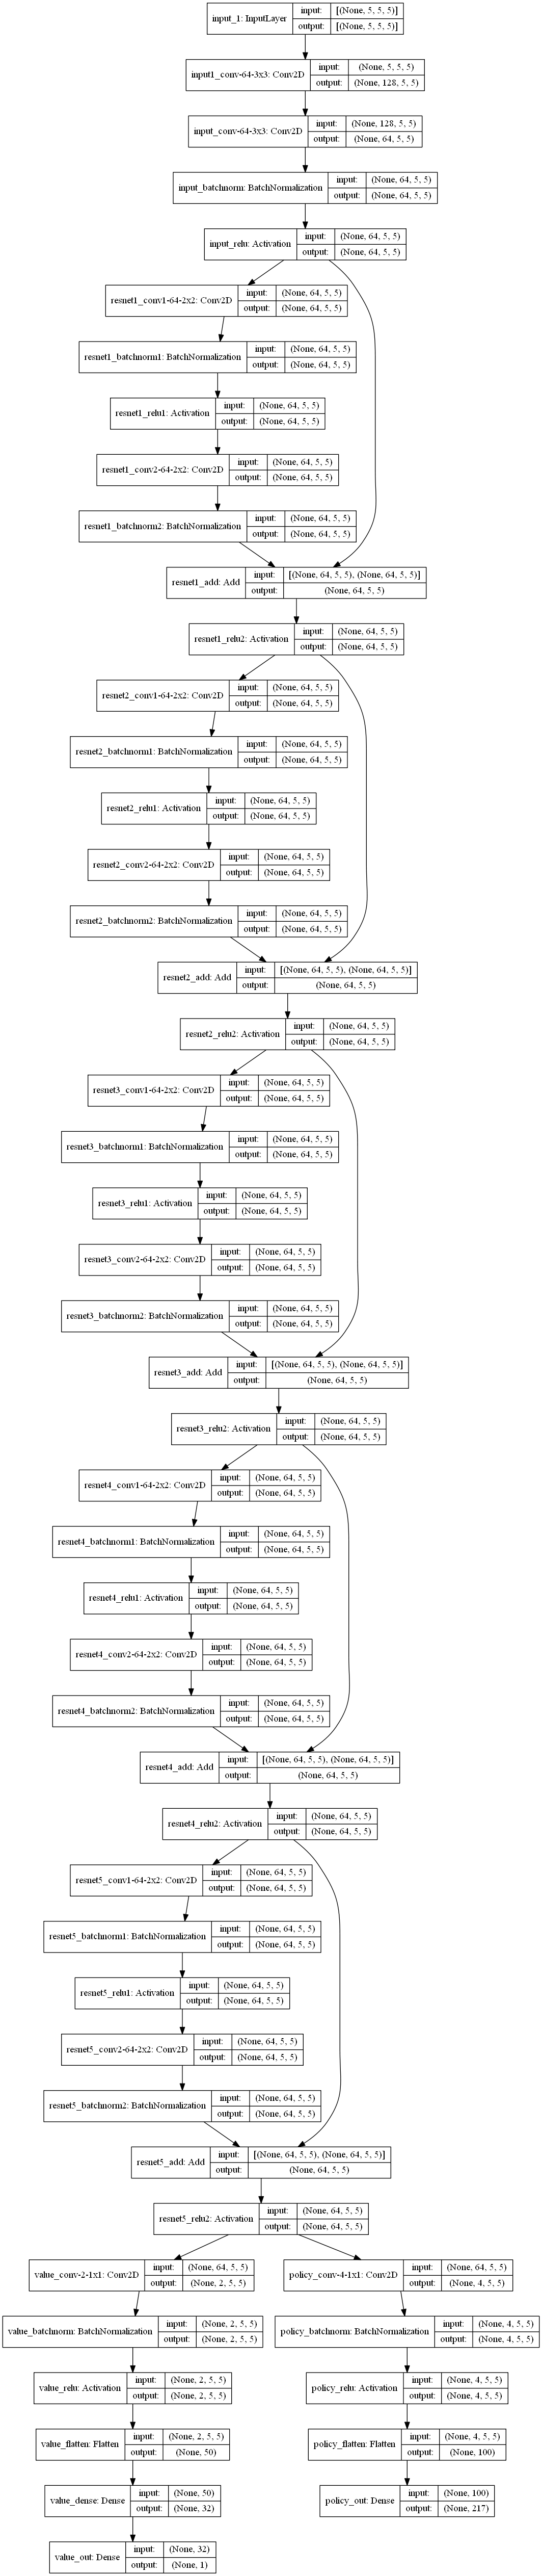 input_1: InputLayer
input: [(None, 5, 5, 5)]
output: [(None, 5, 5, 5)]
input1_conv-64-3x3: Conv2D
input: (None, 5, 5, 5)
output: (None, 128, 5, 5)
input_conv-64-3x3: Conv2D
input: (None, 128, 5, 5)
output: (None, 64, 5, 5)
input_batchnorm: BatchNormalization
input: (None, 64, 5, 5)
output: (None, 64, 5, 5)
input_relu: Activation
input: (None, 64, 5, 5)
output: (None, 64, 5, 5)
resnet1_conv1-64-2x2: Conv2D
input: (None, 64, 5, 5)
output: (None, 64, 5, 5)
resnet1_batchnorm1: BatchNormalization
input: (None, 64, 5, 5)
output: (None, 64, 5, 5)
resnet1_relu1: Activation
input: (None, 64, 5, 5)
output: (None, 64, 5, 5)
resnet1_conv2-64-2x2: Conv2D
input: (None, 64, 5, 5)
output: (None, 64, 5, 5)
resnet1_batchnorm2: BatchNormalization
input: (None, 64, 5, 5)
output: (None, 64, 5, 5)
resnet1_add: Add
input: [(None, 64, 5, 5), (None, 64, 5, 5)]
output: (None, 64, 5, 5)
resnet1_relu2: Activation
input: (None, 64, 5, 5)
output: (None, 64, 5, 5)
resnet2_conv1-64-2x2: Conv2D
input: (None, 64, 5, 5)
output: (None, 64, 5, 5)
resnet2_batchnorm1: BatchNormalization
input: (None, 64, 5, 5)
output: (None, 64, 5, 5)
resnet2_relu1: Activation
input: (None, 64, 5, 5)
output: (None, 64, 5, 5)
resnet2_conv2-64-2x2: Conv2D
input: (None, 64, 5, 5)
output: (None, 64, 5, 5)
resnet2_batchnorm2: BatchNormalization
input: (None, 64, 5, 5)
output: (None, 64, 5, 5)
resnet2_add: Add
input: [(None, 64, 5, 5), (None, 64, 5, 5)]
output: (None, 64, 5, 5)
resnet2_relu2: Activation
input: (None, 64, 5, 5)
output: (None, 64, 5, 5)
resnet3_conv1-64-2x2: Conv2D
input: (None, 64, 5, 5)
output: (None, 64, 5, 5)
resnet3_batchnorm1: BatchNormalization
input: (None, 64, 5, 5)
output: (None, 64, 5, 5)
resnet3_relu1: Activation
input: (None, 64, 5, 5)
output: (None, 64, 5, 5)
resnet3_conv2-64-2x2: Conv2D
input: (None, 64, 5, 5)
output: (None, 64, 5, 5)
resnet3_batchnorm2: BatchNormalization
input: (None, 64, 5, 5)
output: (None, 64, 5, 5)
resnet3_add: Add
input: [(None, 64, 5, 5), (None, 64, 5, 5)]
output: (None, 64, 5, 5)
resnet3_relu2: Activation
input: (None, 64, 5, 5)
output: (None, 64, 5, 5)
resnet4_conv1-64-2x2: Conv2D
input: (None, 64, 5, 5)
output: (None, 64, 5, 5)
resnet4_batchnorm1: BatchNormalization
input: (None, 64, 5, 5)
output: (None, 64, 5, 5)
resnet4_relu1: Activation
input: (None, 64, 5, 5)
output: (None, 64, 5, 5)
resnet4_conv2-64-2x2: Conv2D
input: (None, 64, 5, 5)
output: (None, 64, 5, 5)
resnet4_batchnorm2: BatchNormalization
input: (None, 64, 5, 5)
output: (None, 64, 5, 5)
resnet4_add: Add
input: [(None, 64, 5, 5), (None, 64, 5, 5)]
output: (None, 64, 5, 5)
resnet4_relu2: Activation
input: (None, 64, 5, 5)
output: (None, 64, 5, 5)
resnet5_conv1-64-2x2: Conv2D
input: (None, 64, 5, 5)
output: (None, 64, 5, 5)
resnet5_batchnorm1: BatchNormalization
input: (None, 64, 5, 5)
output: (None, 64, 5, 5)
resnet5_relu1: Activation
input: (None, 64, 5, 5)
output: (None, 64, 5, 5)
resnet5_conv2-64-2x2: Conv2D
input: (None, 64, 5, 5)
output: (None, 64, 5, 5)
resnet5_batchnorm2: BatchNormalization
input: (None, 64, 5, 5)
output: (None, 64, 5, 5)
resnet5_add: Add
input: [(None, 64, 5, 5), (None, 64, 5, 5)]
output: (None, 64, 5, 5)
resnet5_relu2: Activation
input: (None, 64, 5, 5)
output: (None, 64, 5, 5)
value_conv-2-1x1: Conv2D
input: (None, 64, 5, 5)
output: (None, 2, 5, 5)
policy_conv-4-1x1: Conv2D
input: (None, 64, 5, 5)
output: (None, 4, 5, 5)
value_batchnorm: BatchNormalization
input: (None, 2, 5, 5)
output: (None, 2, 5, 5)
policy_batchnorm: BatchNormalization
input: (None, 4, 5, 5)
output: (None, 4, 5, 5)
value_relu: Activation
input: (None, 2, 5, 5)
output: (None, 2, 5, 5)
policy_relu: Activation
input: (None, 4, 5, 5)
output: (None, 4, 5, 5)
value_flatten: Flatten
input: (None, 2, 5, 5)
output: (None, 50)
policy_flatten: Flatten
input: (None, 4, 5, 5)
output: (None, 100)
value_dense: Dense
input: (None, 50)
output: (None, 32)
policy_out: Dense
input: (None, 100)
output: (None, 217)
value_out: Dense
input: (None, 32)
output: (None, 1)